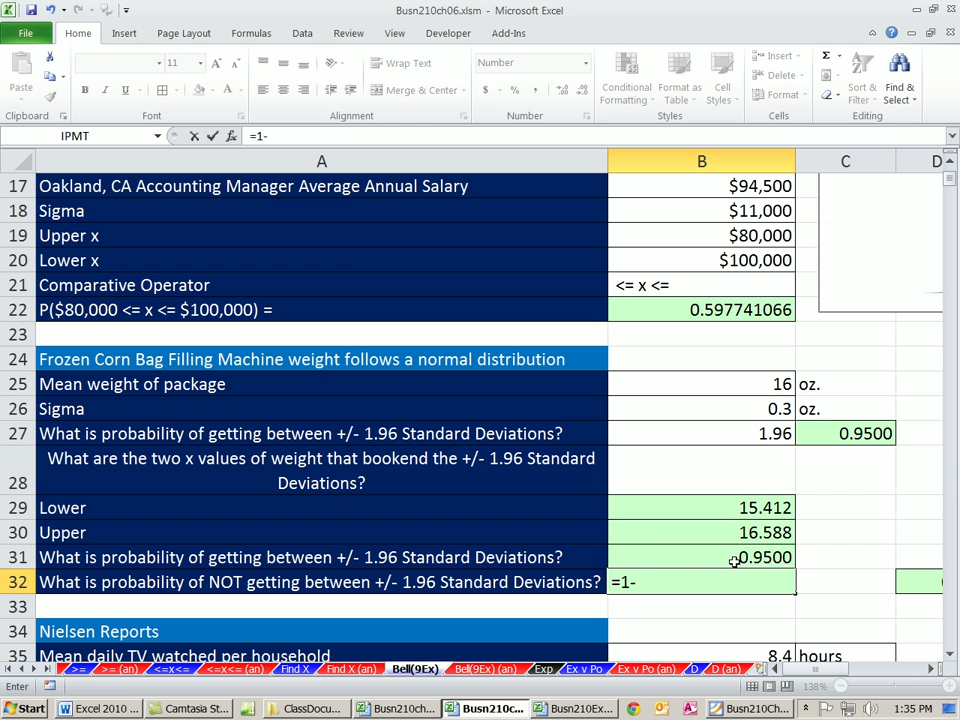 Busn210ch06.xlsm - Microsoft Excel
File Home Insert Page Layout Formulas Data Review View Developer Add-Ins
Paste
11
Wrap Text
Merge & Center
Number
Conditional Formatting
Format as Table
Cell Styles
Insert
Delete
Format
Sort & Filter
Find & Select
Clipboard Font Alignment Number Styles Cells Editing
IPMT =1-
A B C D
17 Oakland, CA Accounting Manager Average Annual Salary $94,500
18 Sigma $11,000
19 Upper x $80,000
20 Lower x $100,000
21 Comparative Operator <= x <=
22 P($80,000 <= x <= $100,000) = 0.597741066
23
24 Frozen Corn Bag Filling Machine weight follows a normal distribution
25 Mean weight of package 16 oz.
26 Sigma 0.3 oz.
27 What is probability of getting between +/- 1.96 Standard Deviations? 1.96 0.9500
28 What are the two x values of weight that bookend the +/- 1.96 Standard
Deviations?
29 Lower 15.412
30 Upper 16.588
31 What is probability of getting between +/- 1.96 Standard Deviations? 0.9500
32 What is probability of NOT getting between +/- 1.96 Standard Deviations? =1-
33
34 Nielsen Reports
35 Mean daily TV watched per household 8.4 hours
>= >= (an) <=x<= <=x<= (an) Find X Find X (an) Bell(9Ex) Bell(9Ex) (an) Exp Ex v Po Ex v Po (an) D D (an)
Enter 138%
Start Word Excel 2010 ... Camtasia St... ClassDocu... Busn210ch... Busn210c... Busn210Ex... Busn210Ch... 1:35 PM